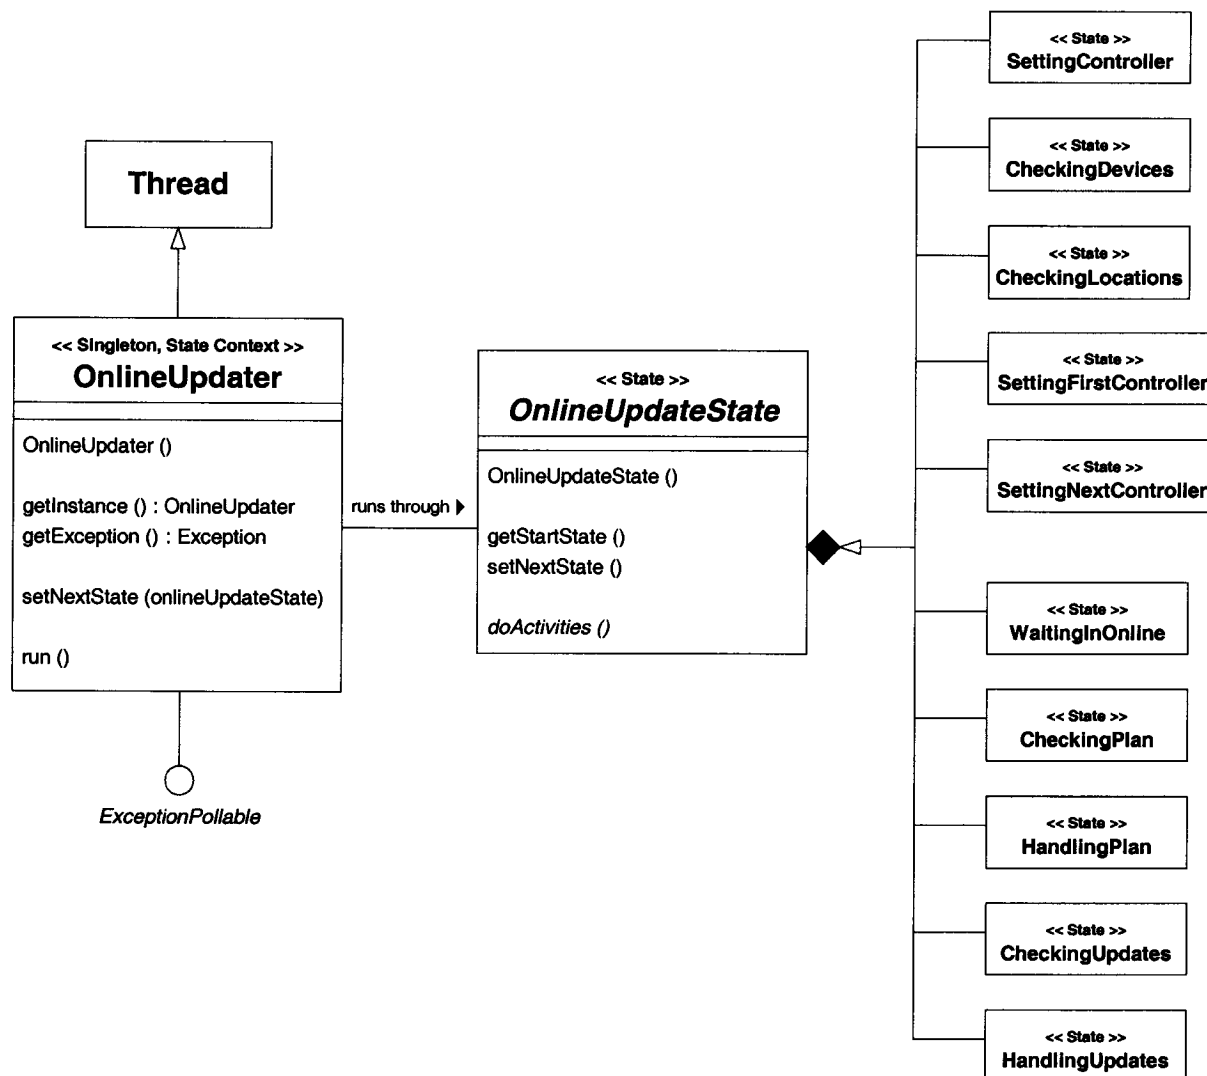 Thread
<< Singleton, State Context >>
OnlineUpdater
OnlineUpdater ()
getInstance () : OnlineUpdater
getException () : Exception
setNextState (onlineUpdateState)
run ()
ExceptionPollable
runs through
<< State >>
OnlineUpdateState
OnlineUpdateState ()
getStartState ()
setNextState ()
doActivities ()
<< State >>
SettingController
<< State >>
CheckingDevices
<< State >>
CheckingLocations
<< State >>
SettingFirstController
<< State >>
SettingNextController
<< State >>
WaitingInOnline
<< State >>
CheckingPlan
<< State >>
HandlingPlan
<< State >>
CheckingUpdates
<< State >>
HandlingUpdates